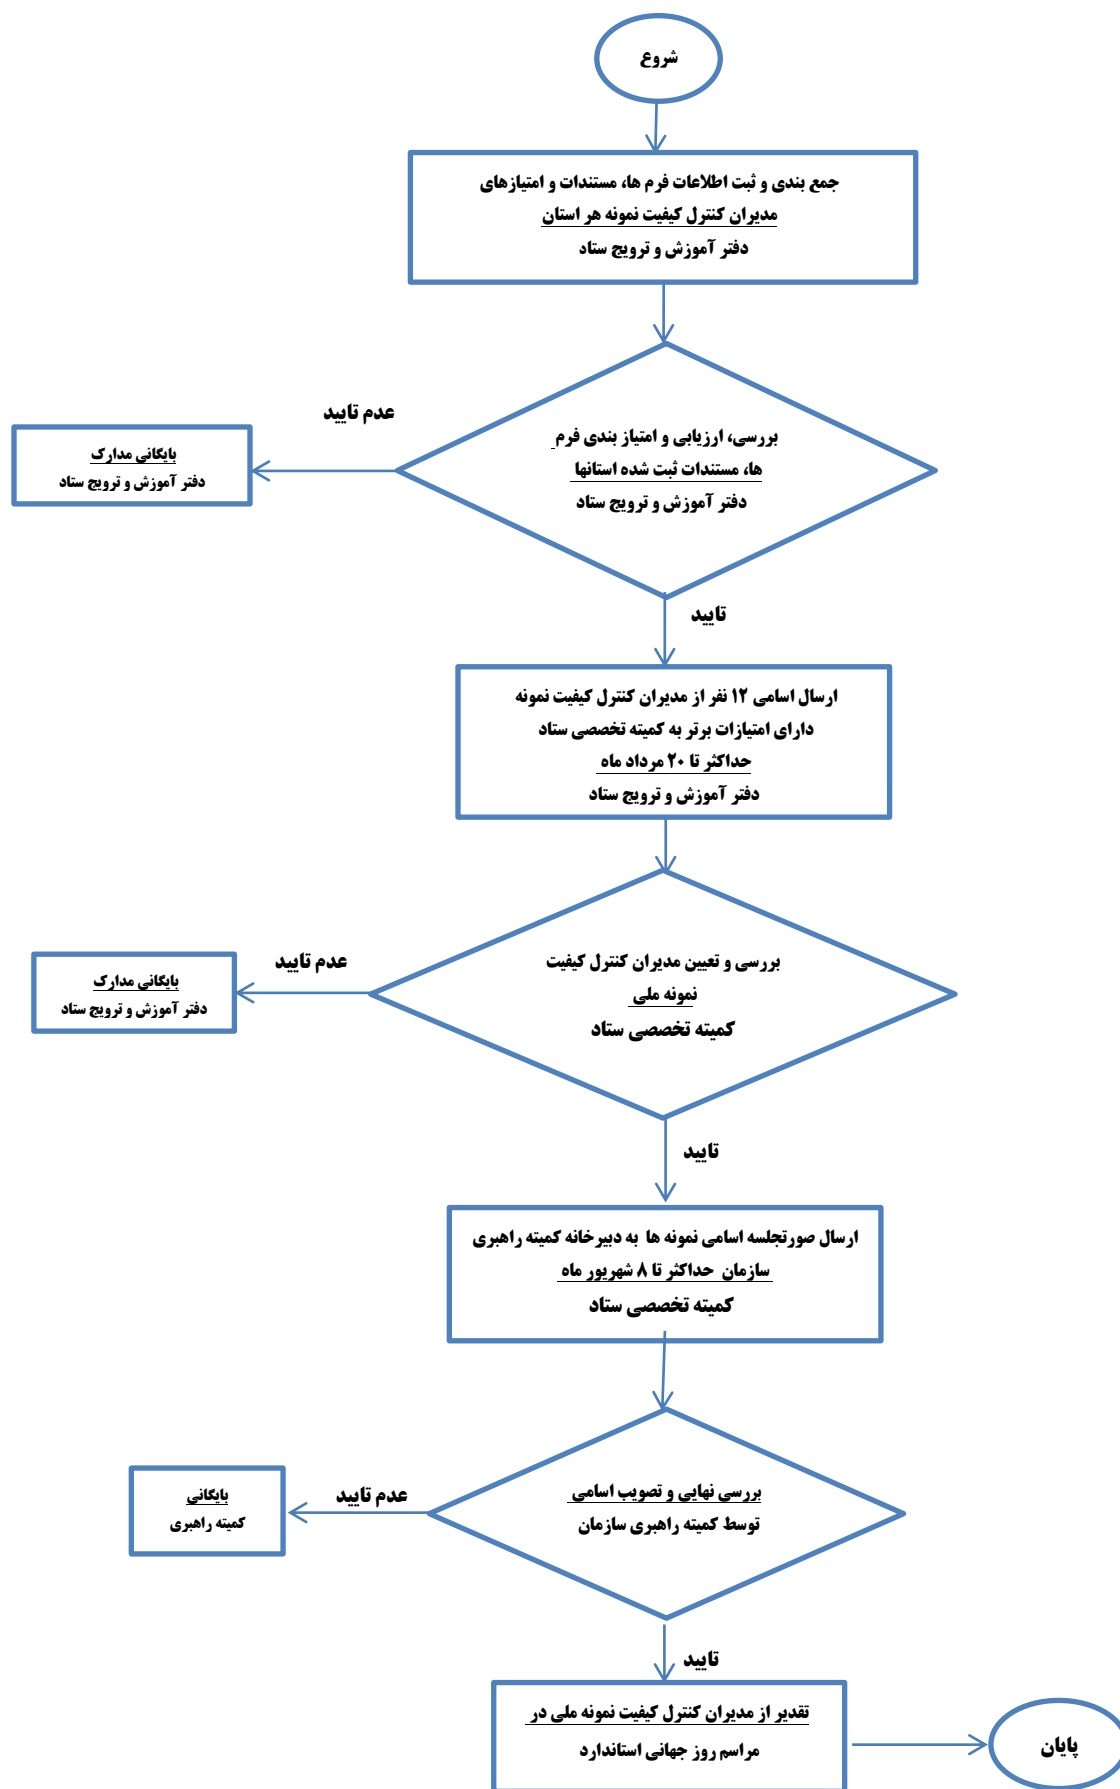 شروع
جمع بندی و ثبت اطلاعات فرم ها، مستندات و امتیازهای
مدیران کنترل کیفیت نمونه هر استان
دفتر آموزش و ترویج ستاد
بررسی، ارزیابی و امتیاز بندی فرم
ها، مستندات ثبت شده استانها
دفتر آموزش و ترویج ستاد
عدم تایید
بایگانی مدارک
دفتر آموزش و ترویج ستاد
تایید
ارسال اسامی ۱۲ نفر از مدیران کنترل کیفیت نمونه
دارای امتیازات برتر به کمیته تخصصی ستاد
حداکثر تا ۲۰ مرداد ماه
دفتر آموزش و ترویج ستاد
بررسی و تعیین مدیران کنترل کیفیت
نمونه ملی
کمیته تخصصی ستاد
عدم تایید
بایگانی مدارک
دفتر آموزش و ترویج ستاد
تایید
ارسال صورتجلسه اسامی نمونه ها به دبیرخانه کمیته راهبری
سازمان حداکثر تا ۸ شهریور ماه
کمیته تخصصی ستاد
بررسی نهایی و تصویب اسامی
توسط کمیته راهبری سازمان
عدم تایید
بایگانی
کمیته راهبری
تایید
تقدیر از مدیران کنترل کیفیت نمونه ملی در
مراسم روز جهانی استاندارد
پایان